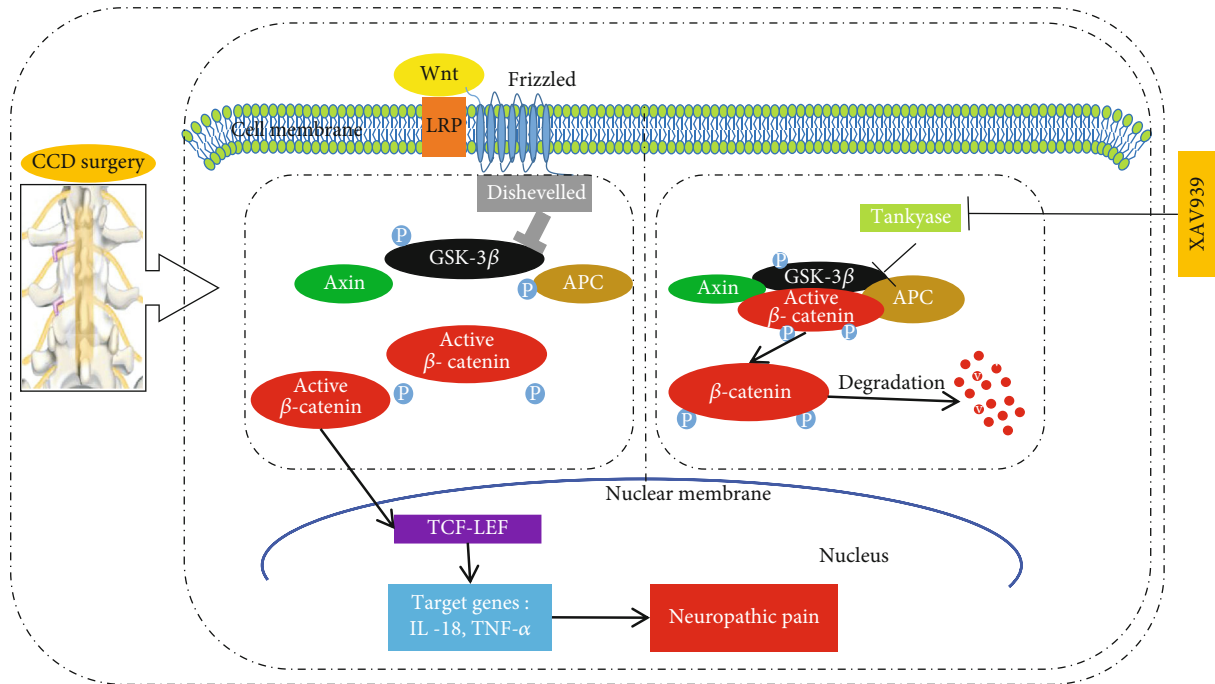 Wnt
Frizzled
LRP
Cell membrane
CCD surgery
Dishevelled
P
GSK-3β
Axin
P
APC
Active
β- catenin
Active
β-catenin
P
P
Tankyase
XAV939
P
GSK-3β
Axin
Active
β- catenin
APC
P
P
β-catenin
Degradation
P
P
v
v
Nuclear membrane
TCF-LEF
Nucleus
Target genes :
IL -18, TNF-α
Neuropathic pain